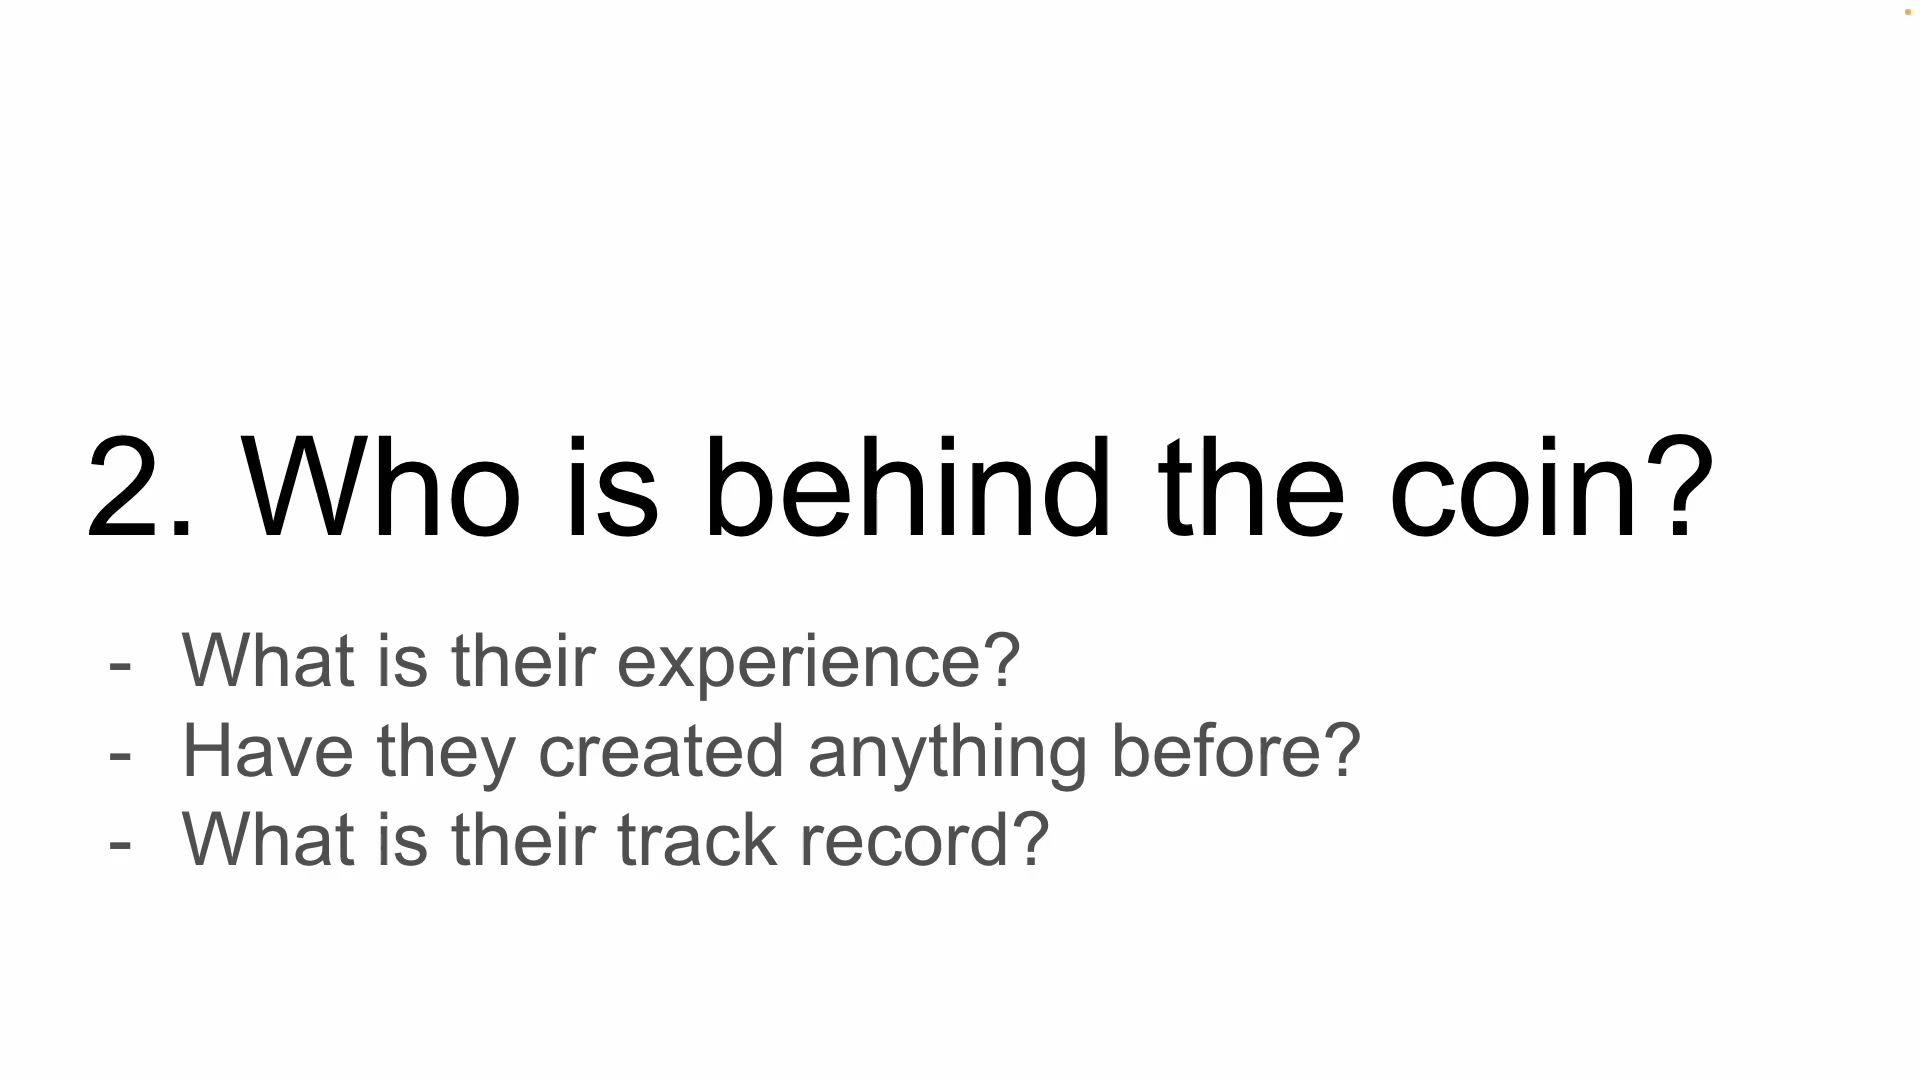 2. Who is behind the coin?
- What is their experience?
- Have they created anything before?
- What is their track record?